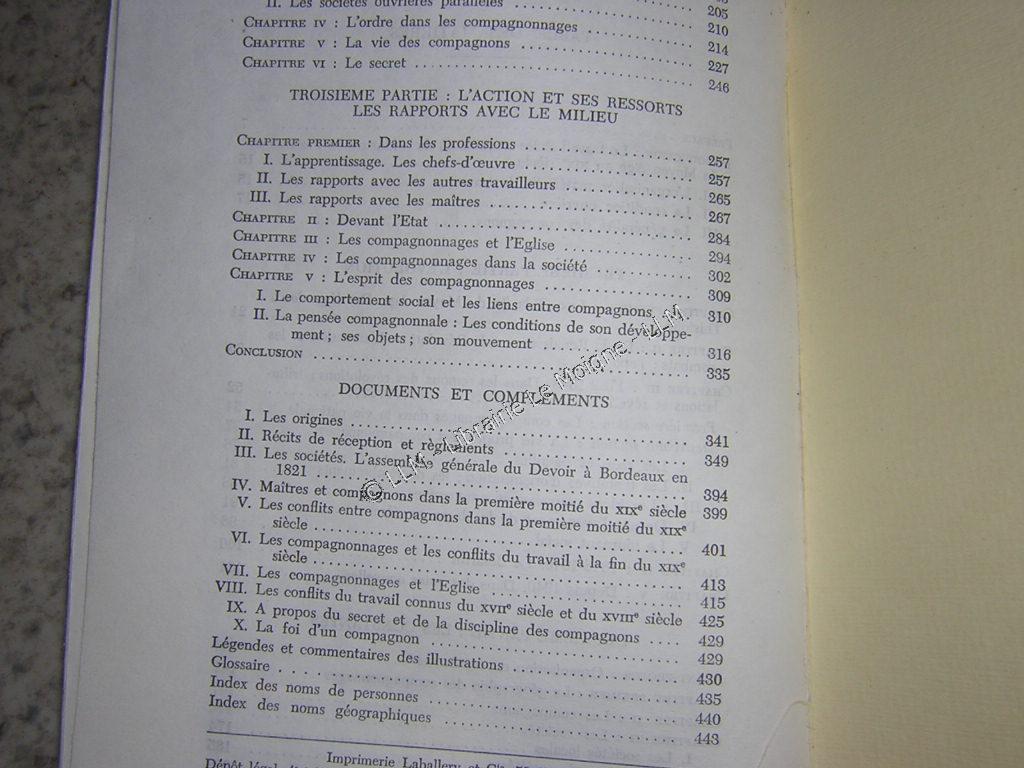 II. Les sociétés ouvrières parallèles ........ 205
CHAPITRE IV : L'ordre dans les compagnonnages ........ 210
CHAPITRE V : La vie des compagnons ........ 214
CHAPITRE VI : Le secret ........ 227
246
TROISIEME PARTIE : L'ACTION ET SES RESSORTS
LES RAPPORTS AVEC LE MILIEU
CHAPITRE PREMIER : Dans les professions ........ 257
I. L'apprentissage. Les chefs-d'œuvre ........ 257
II. Les rapports avec les autres travailleurs ........ 265
III. Les rapports avec les maîtres ........ 267
CHAPITRE II : Devant l'Etat ........ 284
CHAPITRE III : Les compagnonnages et l'Eglise ........ 294
CHAPITRE IV : Les compagnonnages dans la société ........ 302
CHAPITRE V : L'esprit des compagnonnages ........ 309
I. Le comportement social et les liens entre compagnons. .. 310
II. La pensée compagnonnale : Les conditions de son développe-
ment ; ses objets ; son mouvement ........ 316
CONCLUSION ........ 335
DOCUMENTS ET COMPLEMENTS
I. Les origines ........ 341
II. Récits de réception et règlements ........ 349
III. Les sociétés. L'assemblée générale du Devoir à Bordeaux en
1821 ........ 394
IV. Maîtres et compagnons dans la première moitié du XIXe siècle 399
V. Les conflits entre compagnons dans la première moitié du XIXe
siècle ........ 401
VI. Les compagnonnages et les conflits du travail à la fin du XIXe
siècle ........ 413
VII. Les compagnonnages et l'Eglise ........ 415
VIII. Les conflits du travail connus du XVIIe siècle et du XVIIIe siècle 425
IX. A propos du secret et de la discipline des compagnons .... 429
X. La foi d'un compagnon ........ 429
Légendes et commentaires des illustrations ........ 430
Glossaire ........ 435
Index des noms de personnes ........ 440
Index des noms géographiques ........ 443
Imprimerie Laballery et Cie
Dépôt légal
© LLM - Librairie Le Moigne - LLM